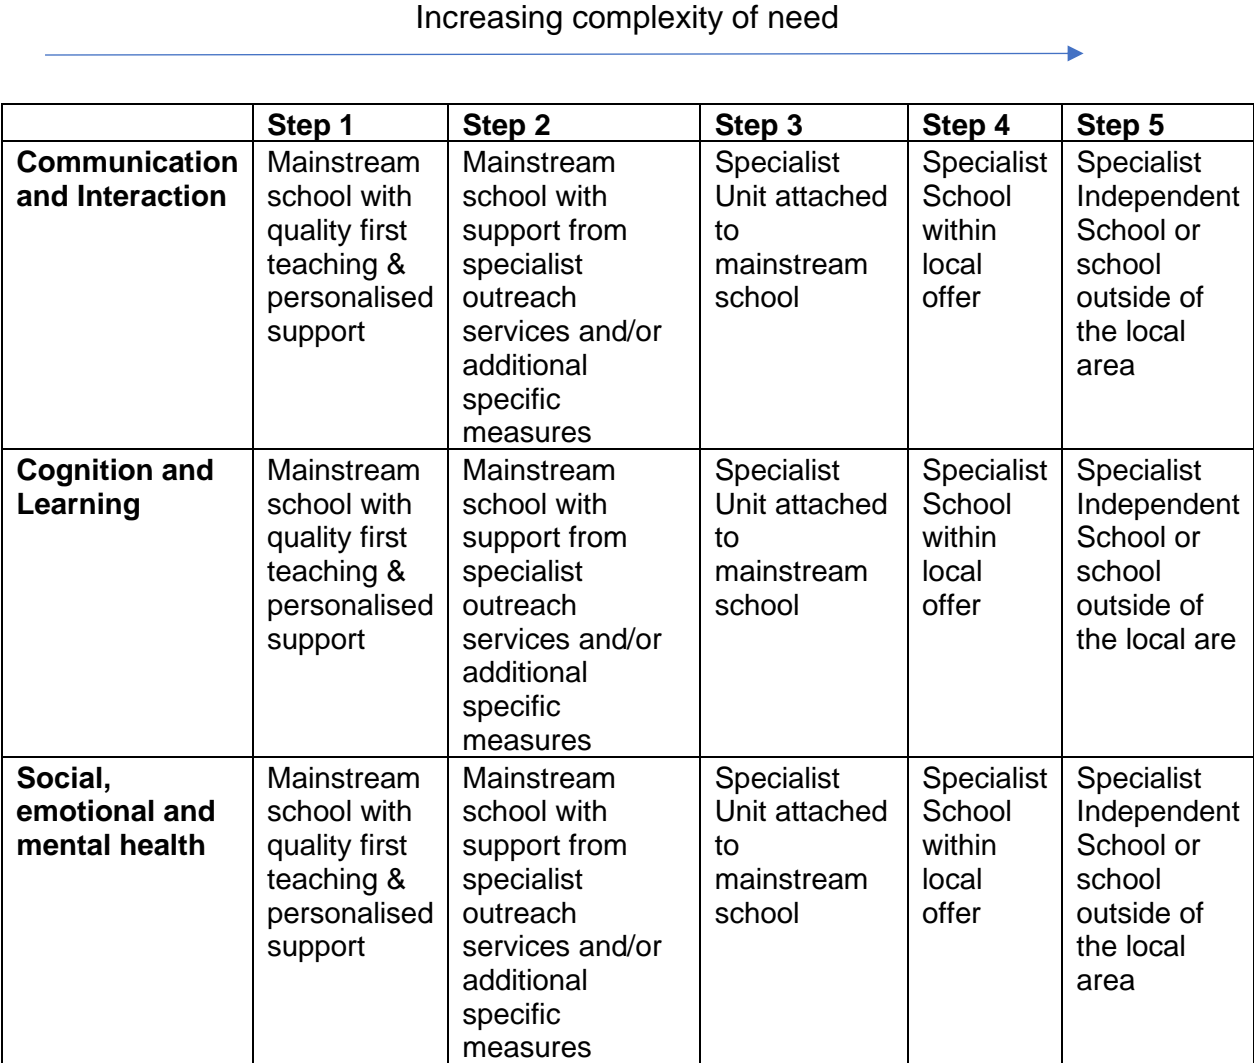 Increasing complexity of need
Step 1
Step 2
Step 3
Step 4
Step 5
Communication
and Interaction
Mainstream
school with
quality first
teaching &
personalised
support
Mainstream
school with
support from
specialist
outreach
services and/or
additional
specific
measures
Specialist
Unit attached
to
mainstream
school
Specialist
School
within
local
offer
Specialist
Independent
School or
school
outside of
the local
area
Cognition and
Learning
Mainstream
school with
quality first
teaching &
personalised
support
Mainstream
school with
support from
specialist
outreach
services and/or
additional
specific
measures
Specialist
Unit attached
to
mainstream
school
Specialist
School
within
local
offer
Specialist
Independent
School or
school
outside of
the local are
Social,
emotional and
mental health
Mainstream
school with
quality first
teaching &
personalised
support
Mainstream
school with
support from
specialist
outreach
services and/or
additional
specific
measures
Specialist
Unit attached
to
mainstream
school
Specialist
School
within
local
offer
Specialist
Independent
School or
school
outside of
the local
area